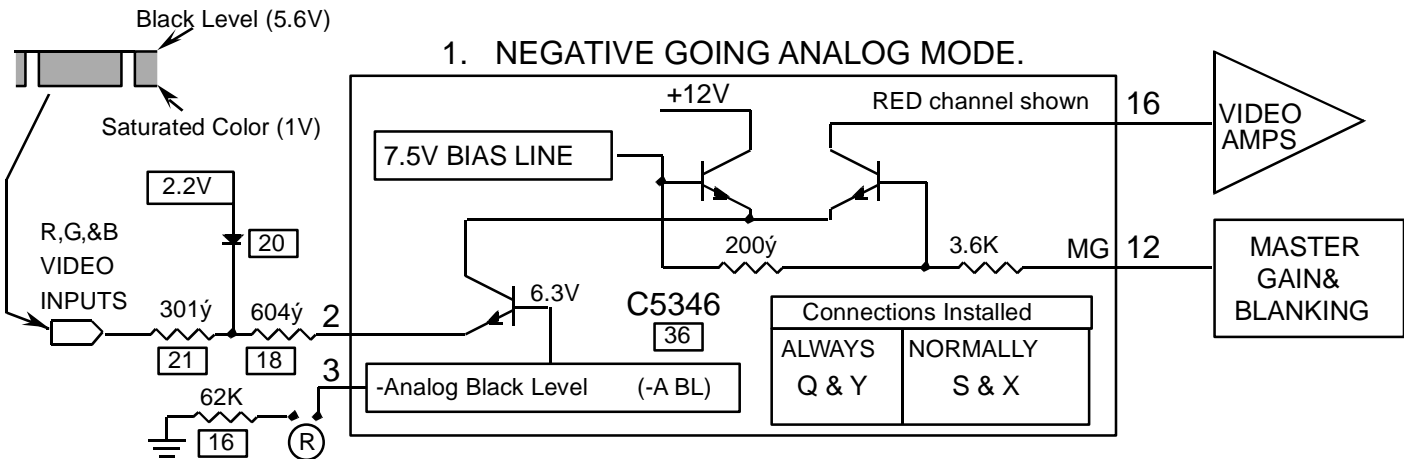 Black Level (5.6V)
1. NEGATIVE GOING ANALOG MODE.
Saturated Color (1V)
+12V
RED channel shown
16
VIDEO
AMPS
7.5V BIAS LINE
2.2V
20
R,G,&B
VIDEO
INPUTS
200ý
3.6K
MG
12
MASTER
GAIN&
BLANKING
6.3V
C5346
36
301ý
604ý
2
21
18
3
-Analog Black Level (-A BL)
Connections Installed
ALWAYS
Q & Y
NORMALLY
S & X
62K
16
R